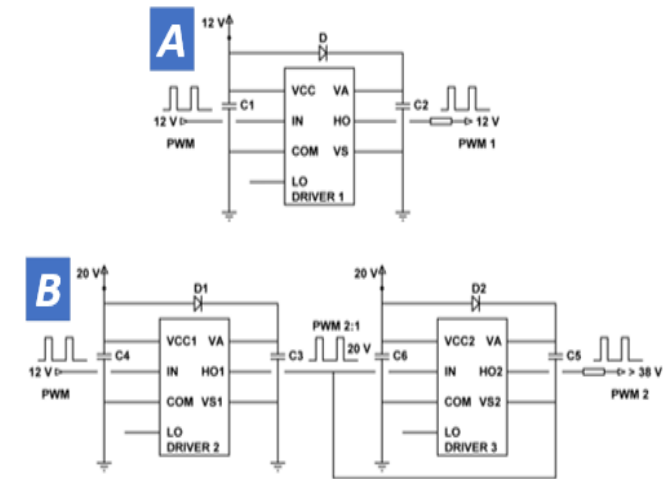 A
12 V
D
VCC VA
C1 C2
12 V IN HO 12 V
PWM PWM 1
COM VS
LO
DRIVER 1
B
20 V 20 V
D1 D2
PWM 2:1
VCC1 VA VCC2 VA
C4 C3 20 V C6 C5
12 V IN HO1 IN HO2 > 38 V
PWM PWM 2
COM VS1 COM VS2
LO LO
DRIVER 2 DRIVER 3